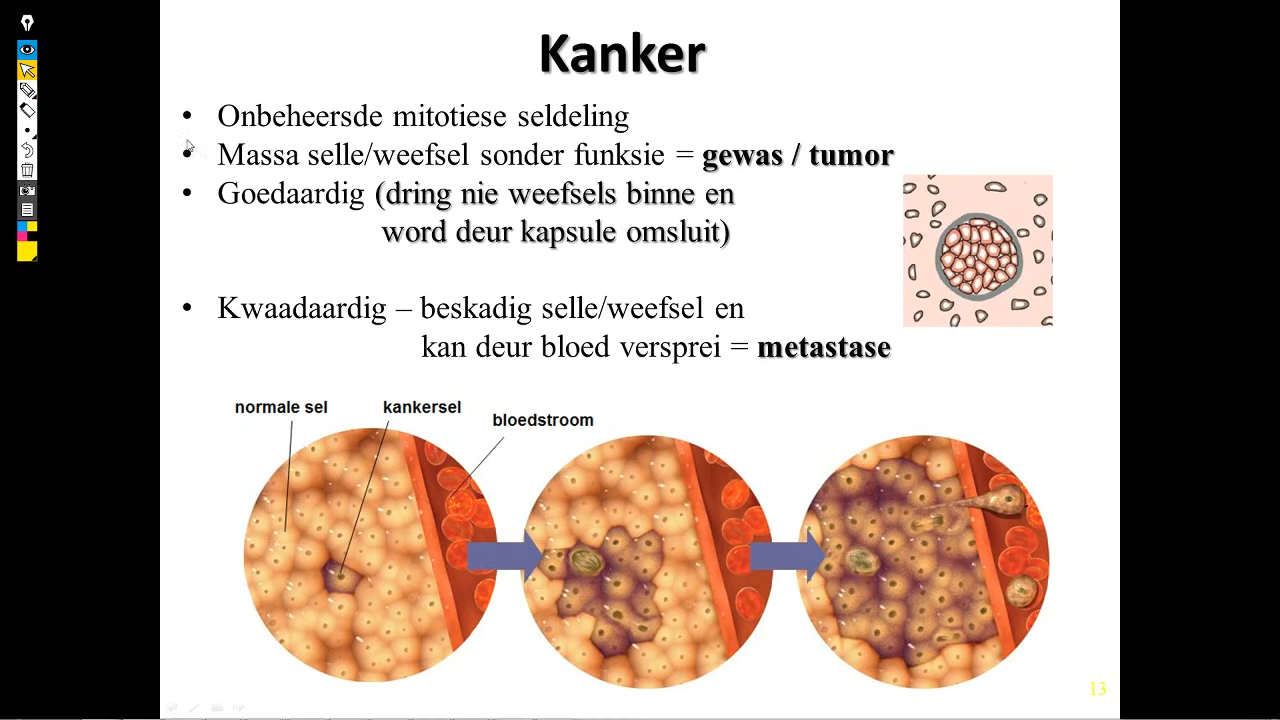 Kanker
• Onbeheersde mitotiese seldeling
• Massa selle/weefsel sonder funksie = gewas / tumor
• Goedaardig (dring nie weefsels binne en
word deur kapsule omsluit)
• Kwaadaardig – beskadig selle/weefsel en
kan deur bloed versprei = metastase
normale sel
kankersel
bloedstroom
13